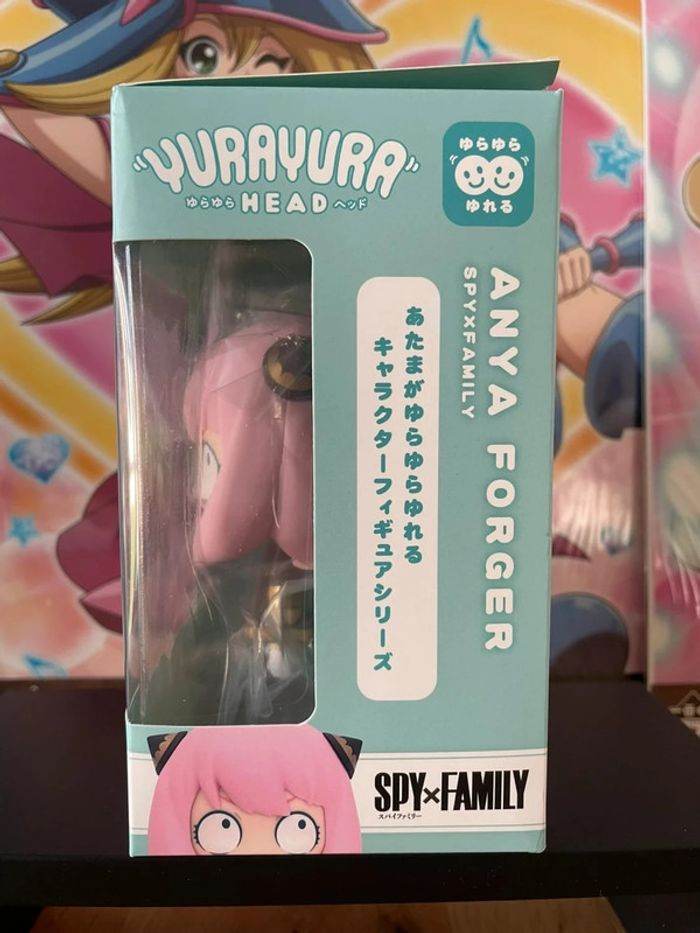 "YURAYURA"
ゆらゆら HEAD ヘッド
ゆらゆら
ゆれる
ANYA FORGER
SPY×FAMILY
あたまがゆらゆらゆれる
キャラクターフィギュアシリーズ
SPY×FAMILY
スパイファミリー